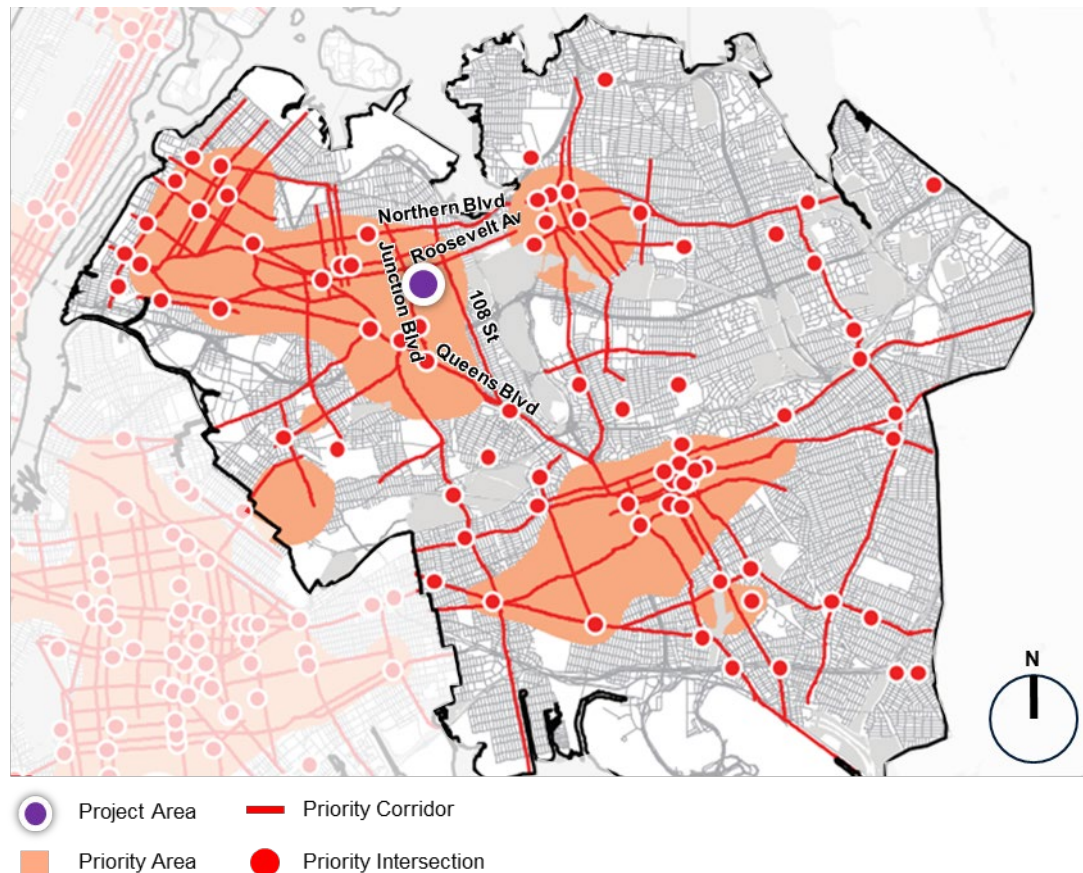 Northern Blvd
Roosevelt Av
Junction Blvd
108 St
Queens Blvd
N
Project Area
Priority Corridor
Priority Area
Priority Intersection